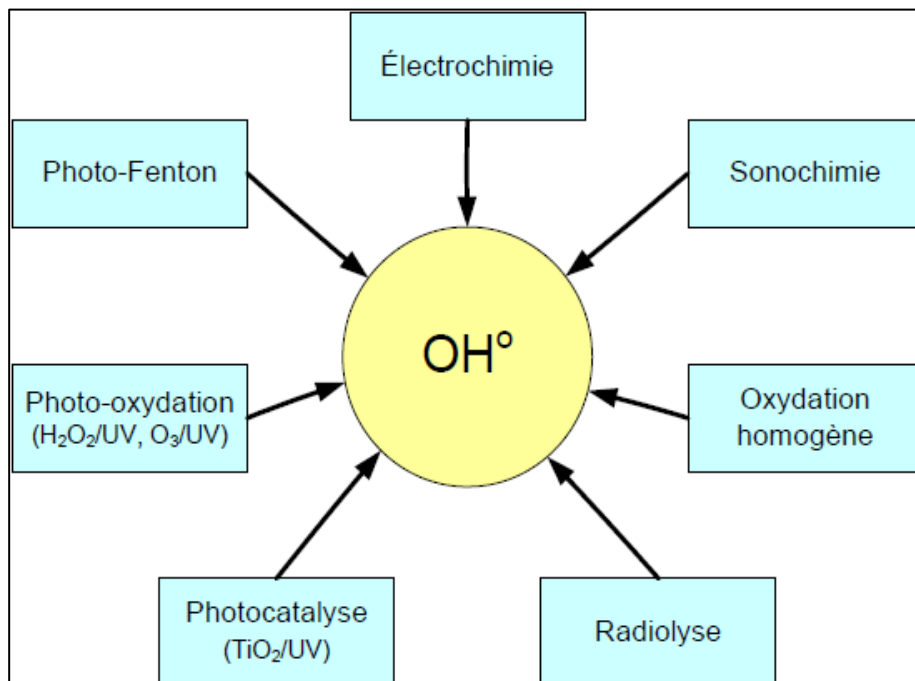 Électrochimie
Photo-Fenton
Sonochimie
OH°
Photo-oxydation
(H₂O₂/UV, O₃/UV)
Oxydation
homogène
Photocatalyse
(TiO₂/UV)
Radiolyse